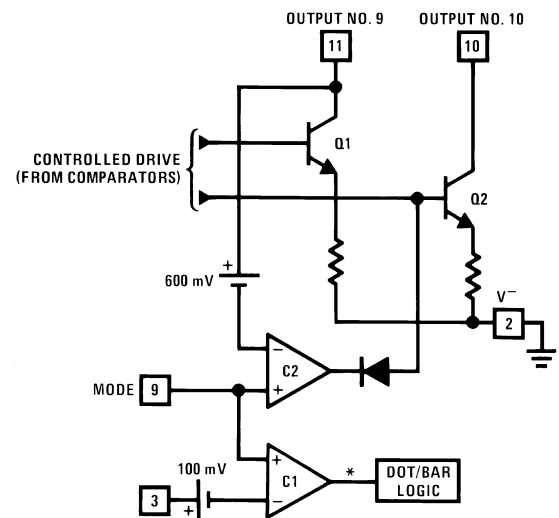 OUTPUT NO. 9
OUTPUT NO. 10
11
10
Q1
CONTROLLED DRIVE
(FROM COMPARATORS)
Q2
+
600 mV
V−
2
−
C2
+
MODE
9
100 mV
+
C1
−
*
DOT/BAR
LOGIC
3
+